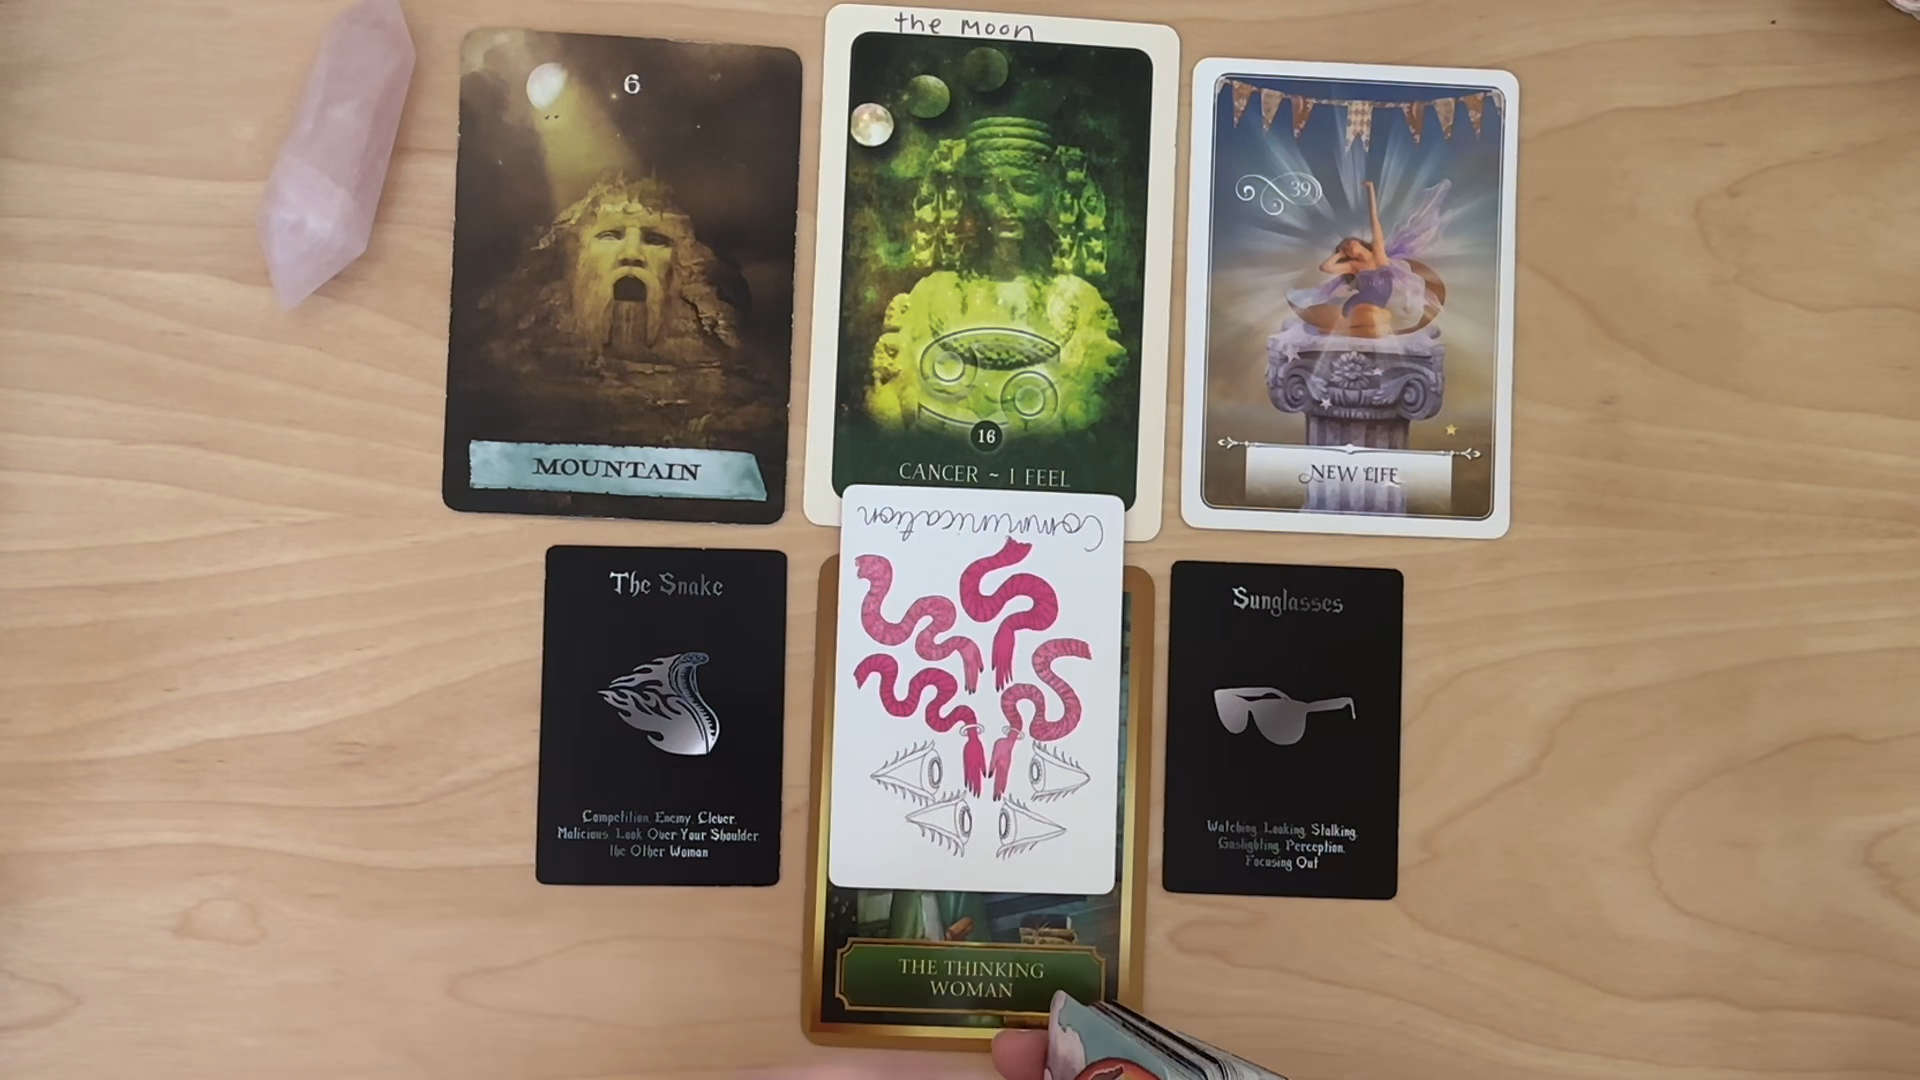 the moon
6
MOUNTAIN
16
CANCER ~ I FEEL
39
NEW LIFE
Communication
The Snake
Competition. Enemy. Clever.
Malicious. Look Over Your Shoulder.
The Other Woman
Sunglasses
Watching. Looking. Stalking.
Gaslighting. Perception.
Focusing Out
THE THINKING
WOMAN